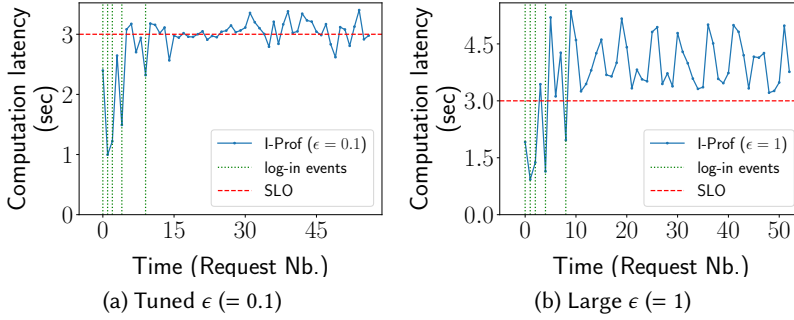 Computation latency
(sec)
3
2
1
0
I-Prof (ϵ = 0.1)
log-in events
SLO
0
15
30
45
Time (Request Nb.)
(a) Tuned ϵ (= 0.1)
Computation latency
(sec)
4.5
3.0
1.5
0.0
I-Prof (ϵ = 1)
log-in events
SLO
0
10
20
30
40
50
Time (Request Nb.)
(b) Large ϵ (= 1)